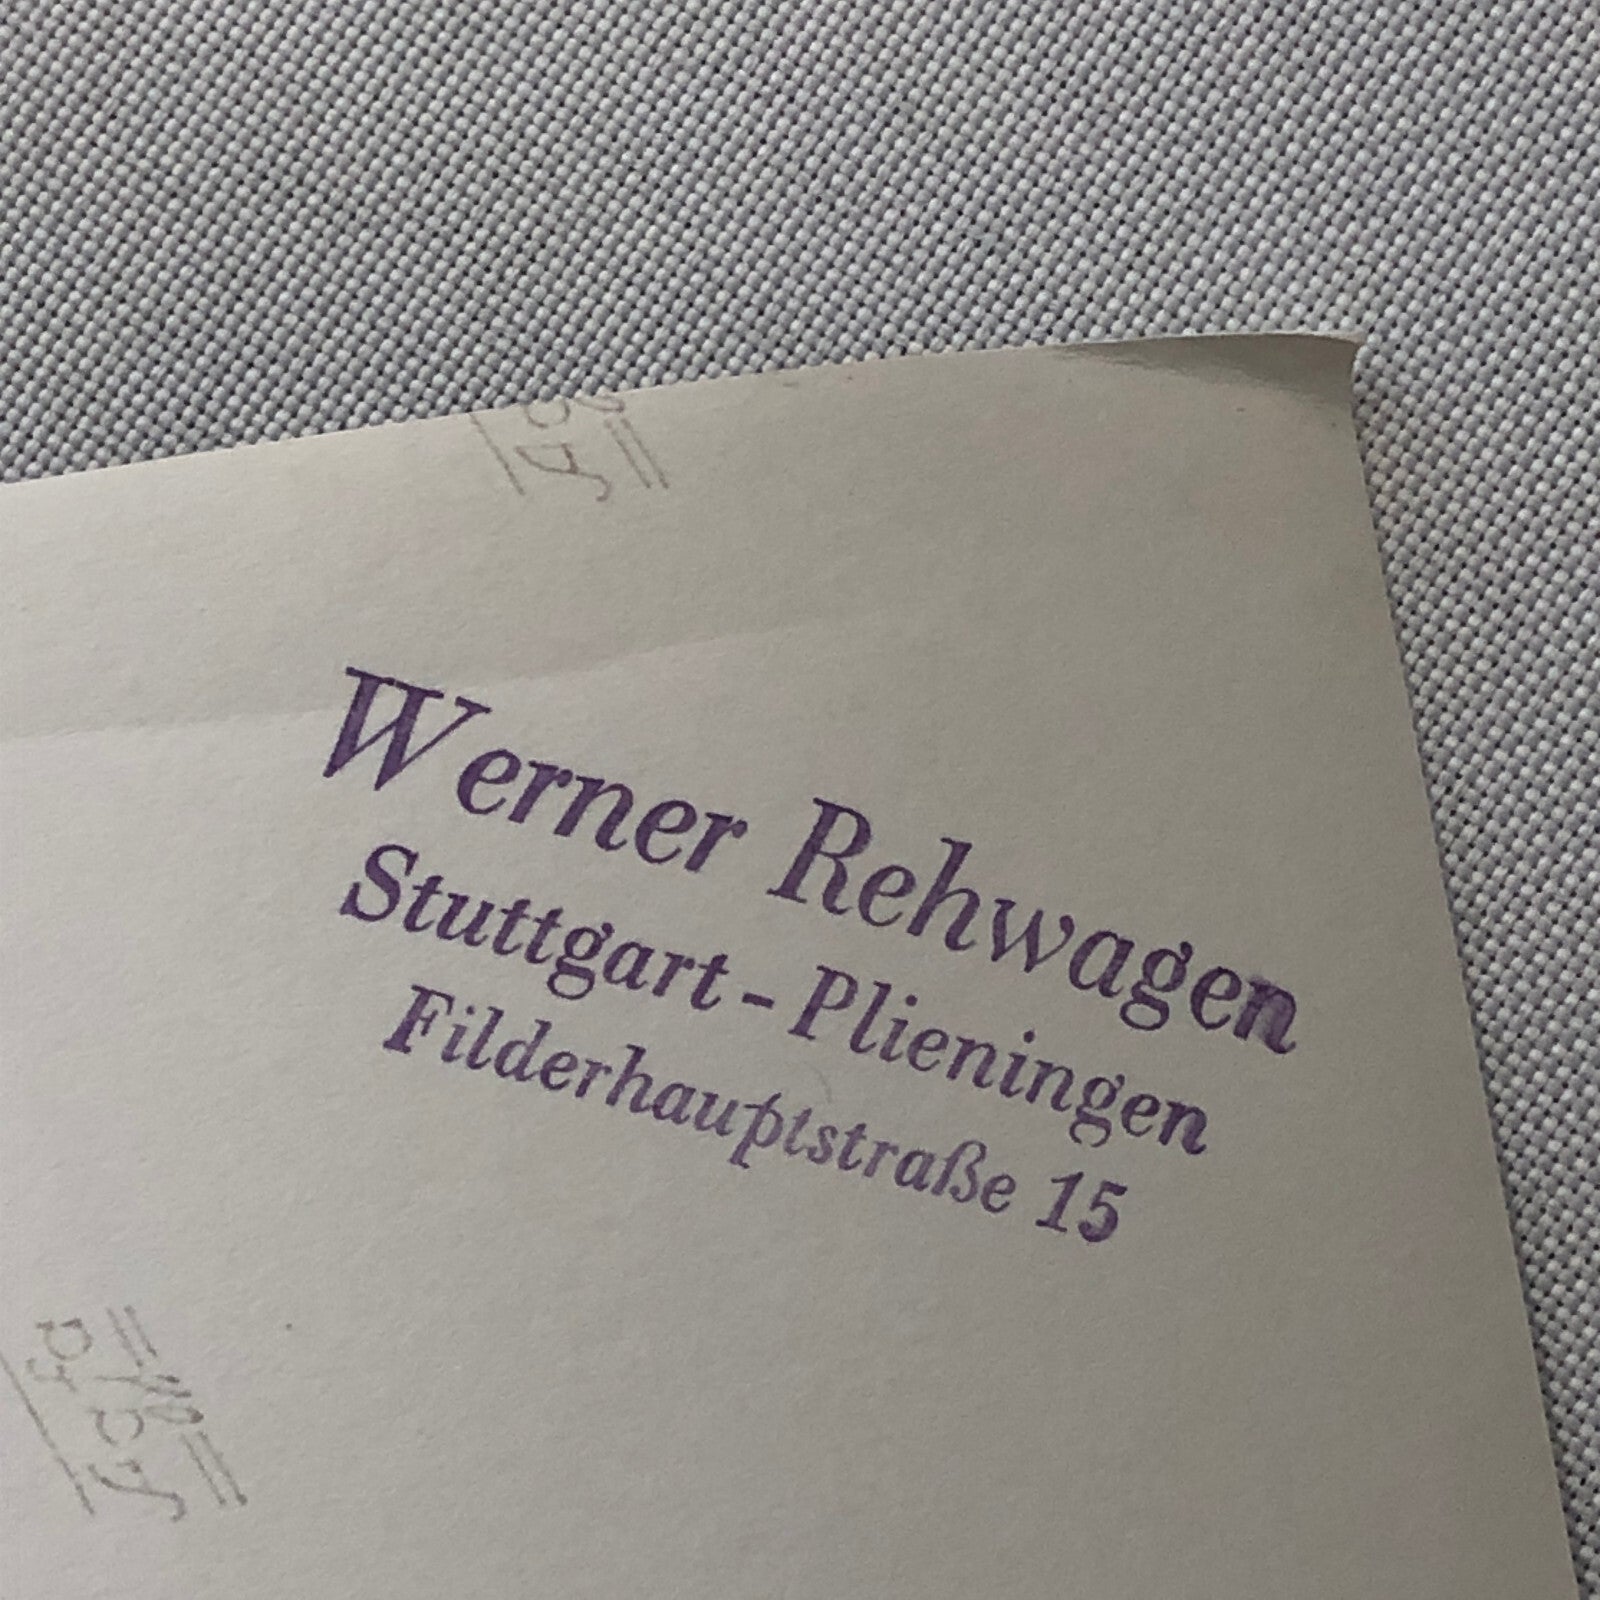 Werner Rehwagen
Stuttgart - Plieningen
Filderhauptstraße 15